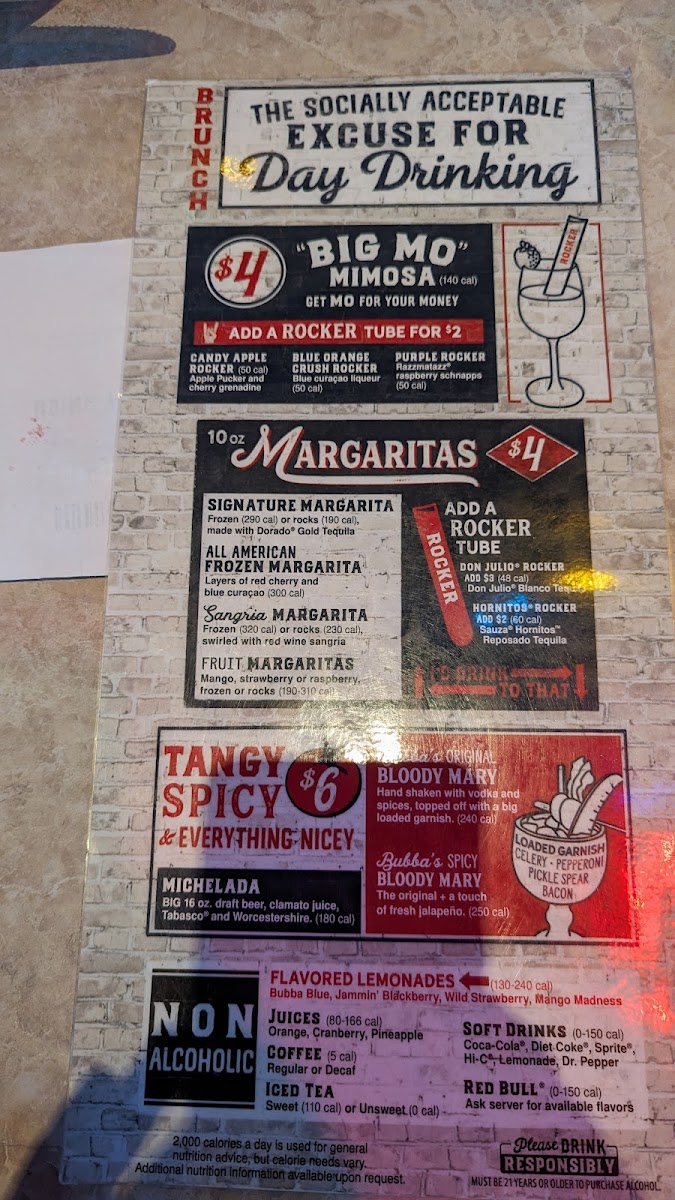 BRUNCH
THE SOCIALLY ACCEPTABLE
EXCUSE FOR
Day Drinking
$4
"BIG MO"
MIMOSA (140 cal)
GET MO FOR YOUR MONEY
ADD A ROCKER TUBE FOR $2
CANDY APPLE
ROCKER (50 cal)
Apple Pucker and
cherry grenadine
BLUE ORANGE
CRUSH ROCKER
Blue curaçao liqueur
(50 cal)
PURPLE ROCKER
Razzmatazz®
raspberry schnapps
(50 cal)
ROCKER
10 oz MARGARITAS
$4
SIGNATURE MARGARITA
Frozen (290 cal) or rocks (190 cal),
made with Dorado® Gold Tequila
ALL AMERICAN
FROZEN MARGARITA
Layers of red cherry and
blue curaçao (300 cal)
Sangria MARGARITA
Frozen (320 cal) or rocks (230 cal),
swirled with red wine sangria
FRUIT MARGARITAS
Mango, strawberry or raspberry,
frozen or rocks (190-310 cal)
ROCKER
ADD A
ROCKER
TUBE
DON JULIO® ROCKER
ADD $3 (48 cal)
Don Julio® Blanco Tequila
HORNITOS® ROCKER
ADD $2 (60 cal)
Sauza® Hornitos™
Reposado Tequila
DRINK
TO THAT
TANGY
SPICY
& EVERYTHING NICEY
$6
MICHELADA
BIG 16 oz. draft beer, clamato juice,
Tabasco® and Worcestershire. (180 cal)
Bubba's ORIGINAL
BLOODY MARY
Hand shaken with vodka and
spices, topped off with a big
loaded garnish. (240 cal)
Bubba's SPICY
BLOODY MARY
The original + a touch
of fresh jalapeño. (250 cal)
LOADED GARNISH
CELERY · PEPPERONI
PICKLE SPEAR
BACON
NON
ALCOHOLIC
FLAVORED LEMONADES (130-240 cal)
Bubba Blue, Jammin' Blackberry, Wild Strawberry, Mango Madness
JUICES (80-166 cal)
Orange, Cranberry, Pineapple
COFFEE (5 cal)
Regular or Decaf
ICED TEA
Sweet (110 cal) or Unsweet (0 cal)
SOFT DRINKS (0-150 cal)
Coca-Cola®, Diet Coke®, Sprite®,
Hi-C®, Lemonade, Dr. Pepper
RED BULL® (0-150 cal)
Ask server for available flavors
2,000 calories a day is used for general
nutrition advice, but calorie needs vary.
Additional nutrition information available upon request.
Please DRINK
RESPONSIBLY
MUST BE 21 YEARS OR OLDER TO PURCHASE ALCOHOL.